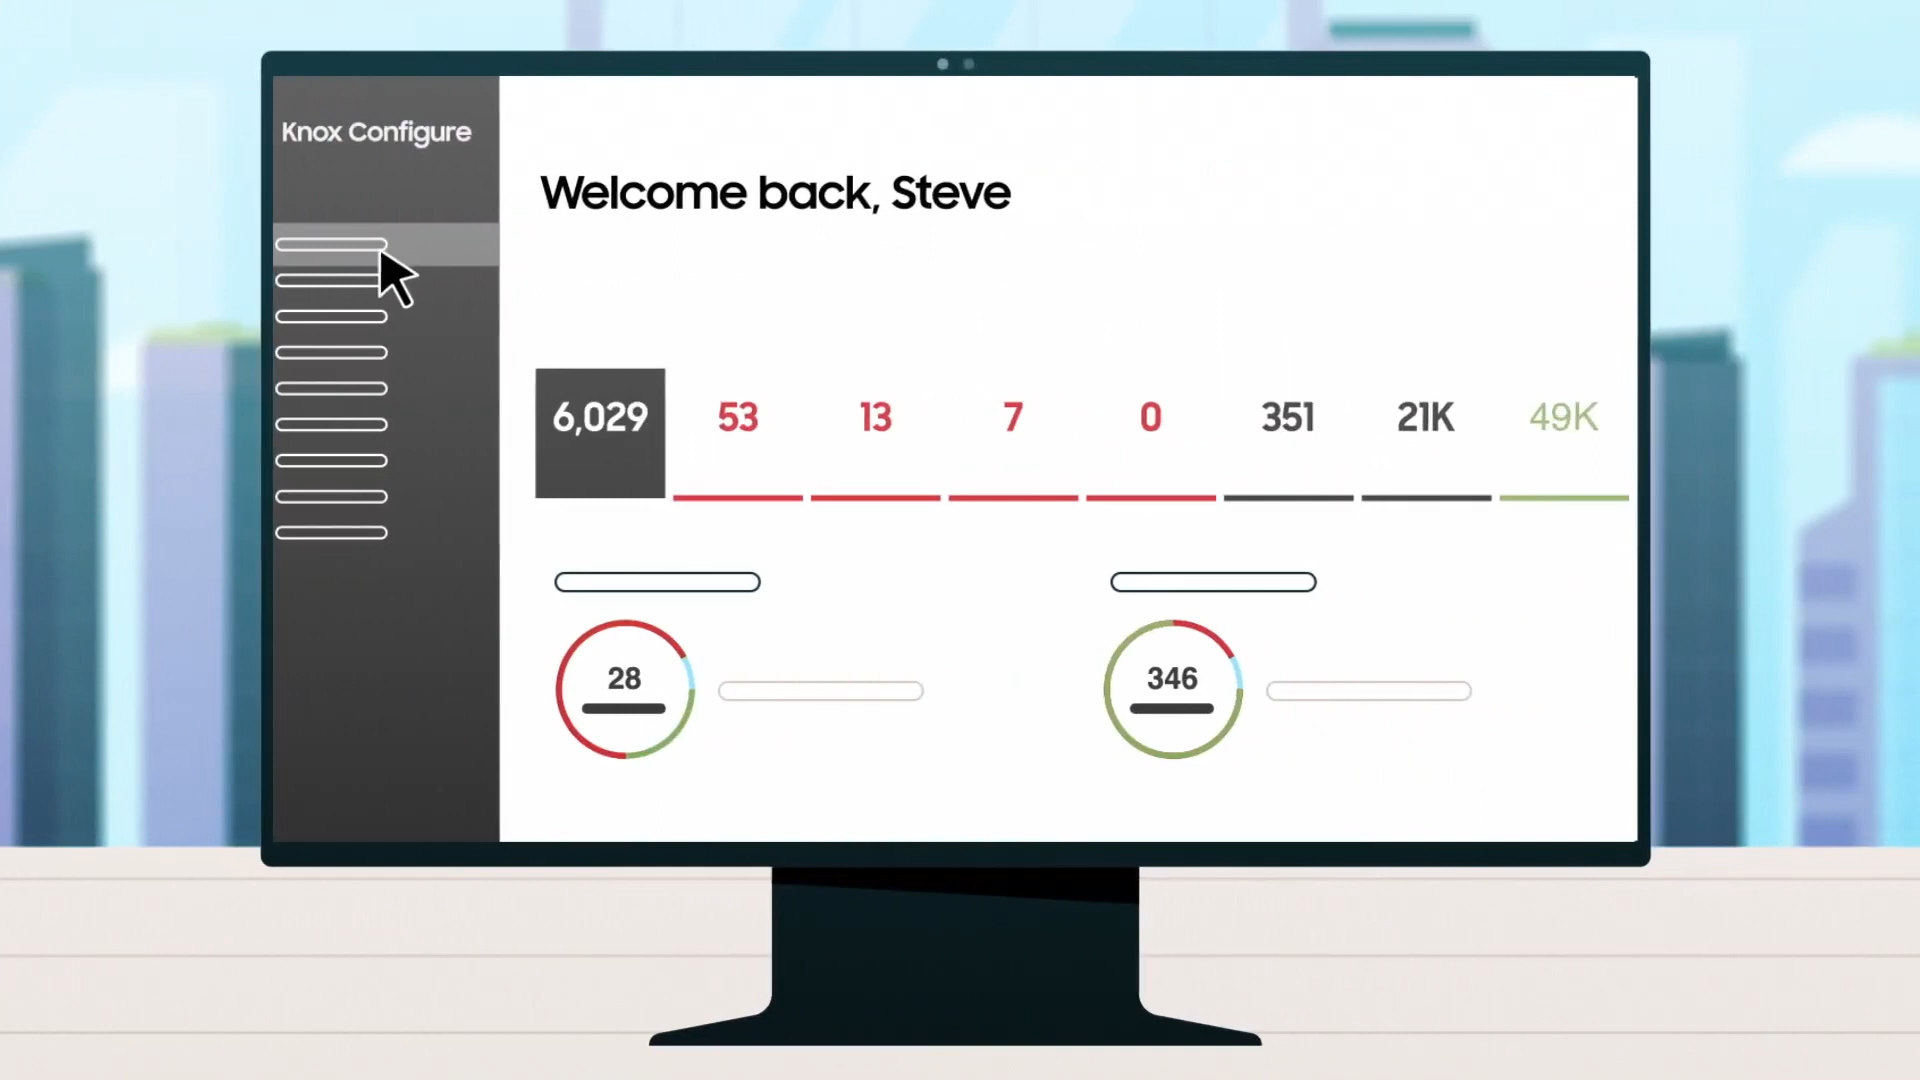 Knox Configure
Welcome back, Steve
6,029 53 13 7 0 351 21K 49K
28 346